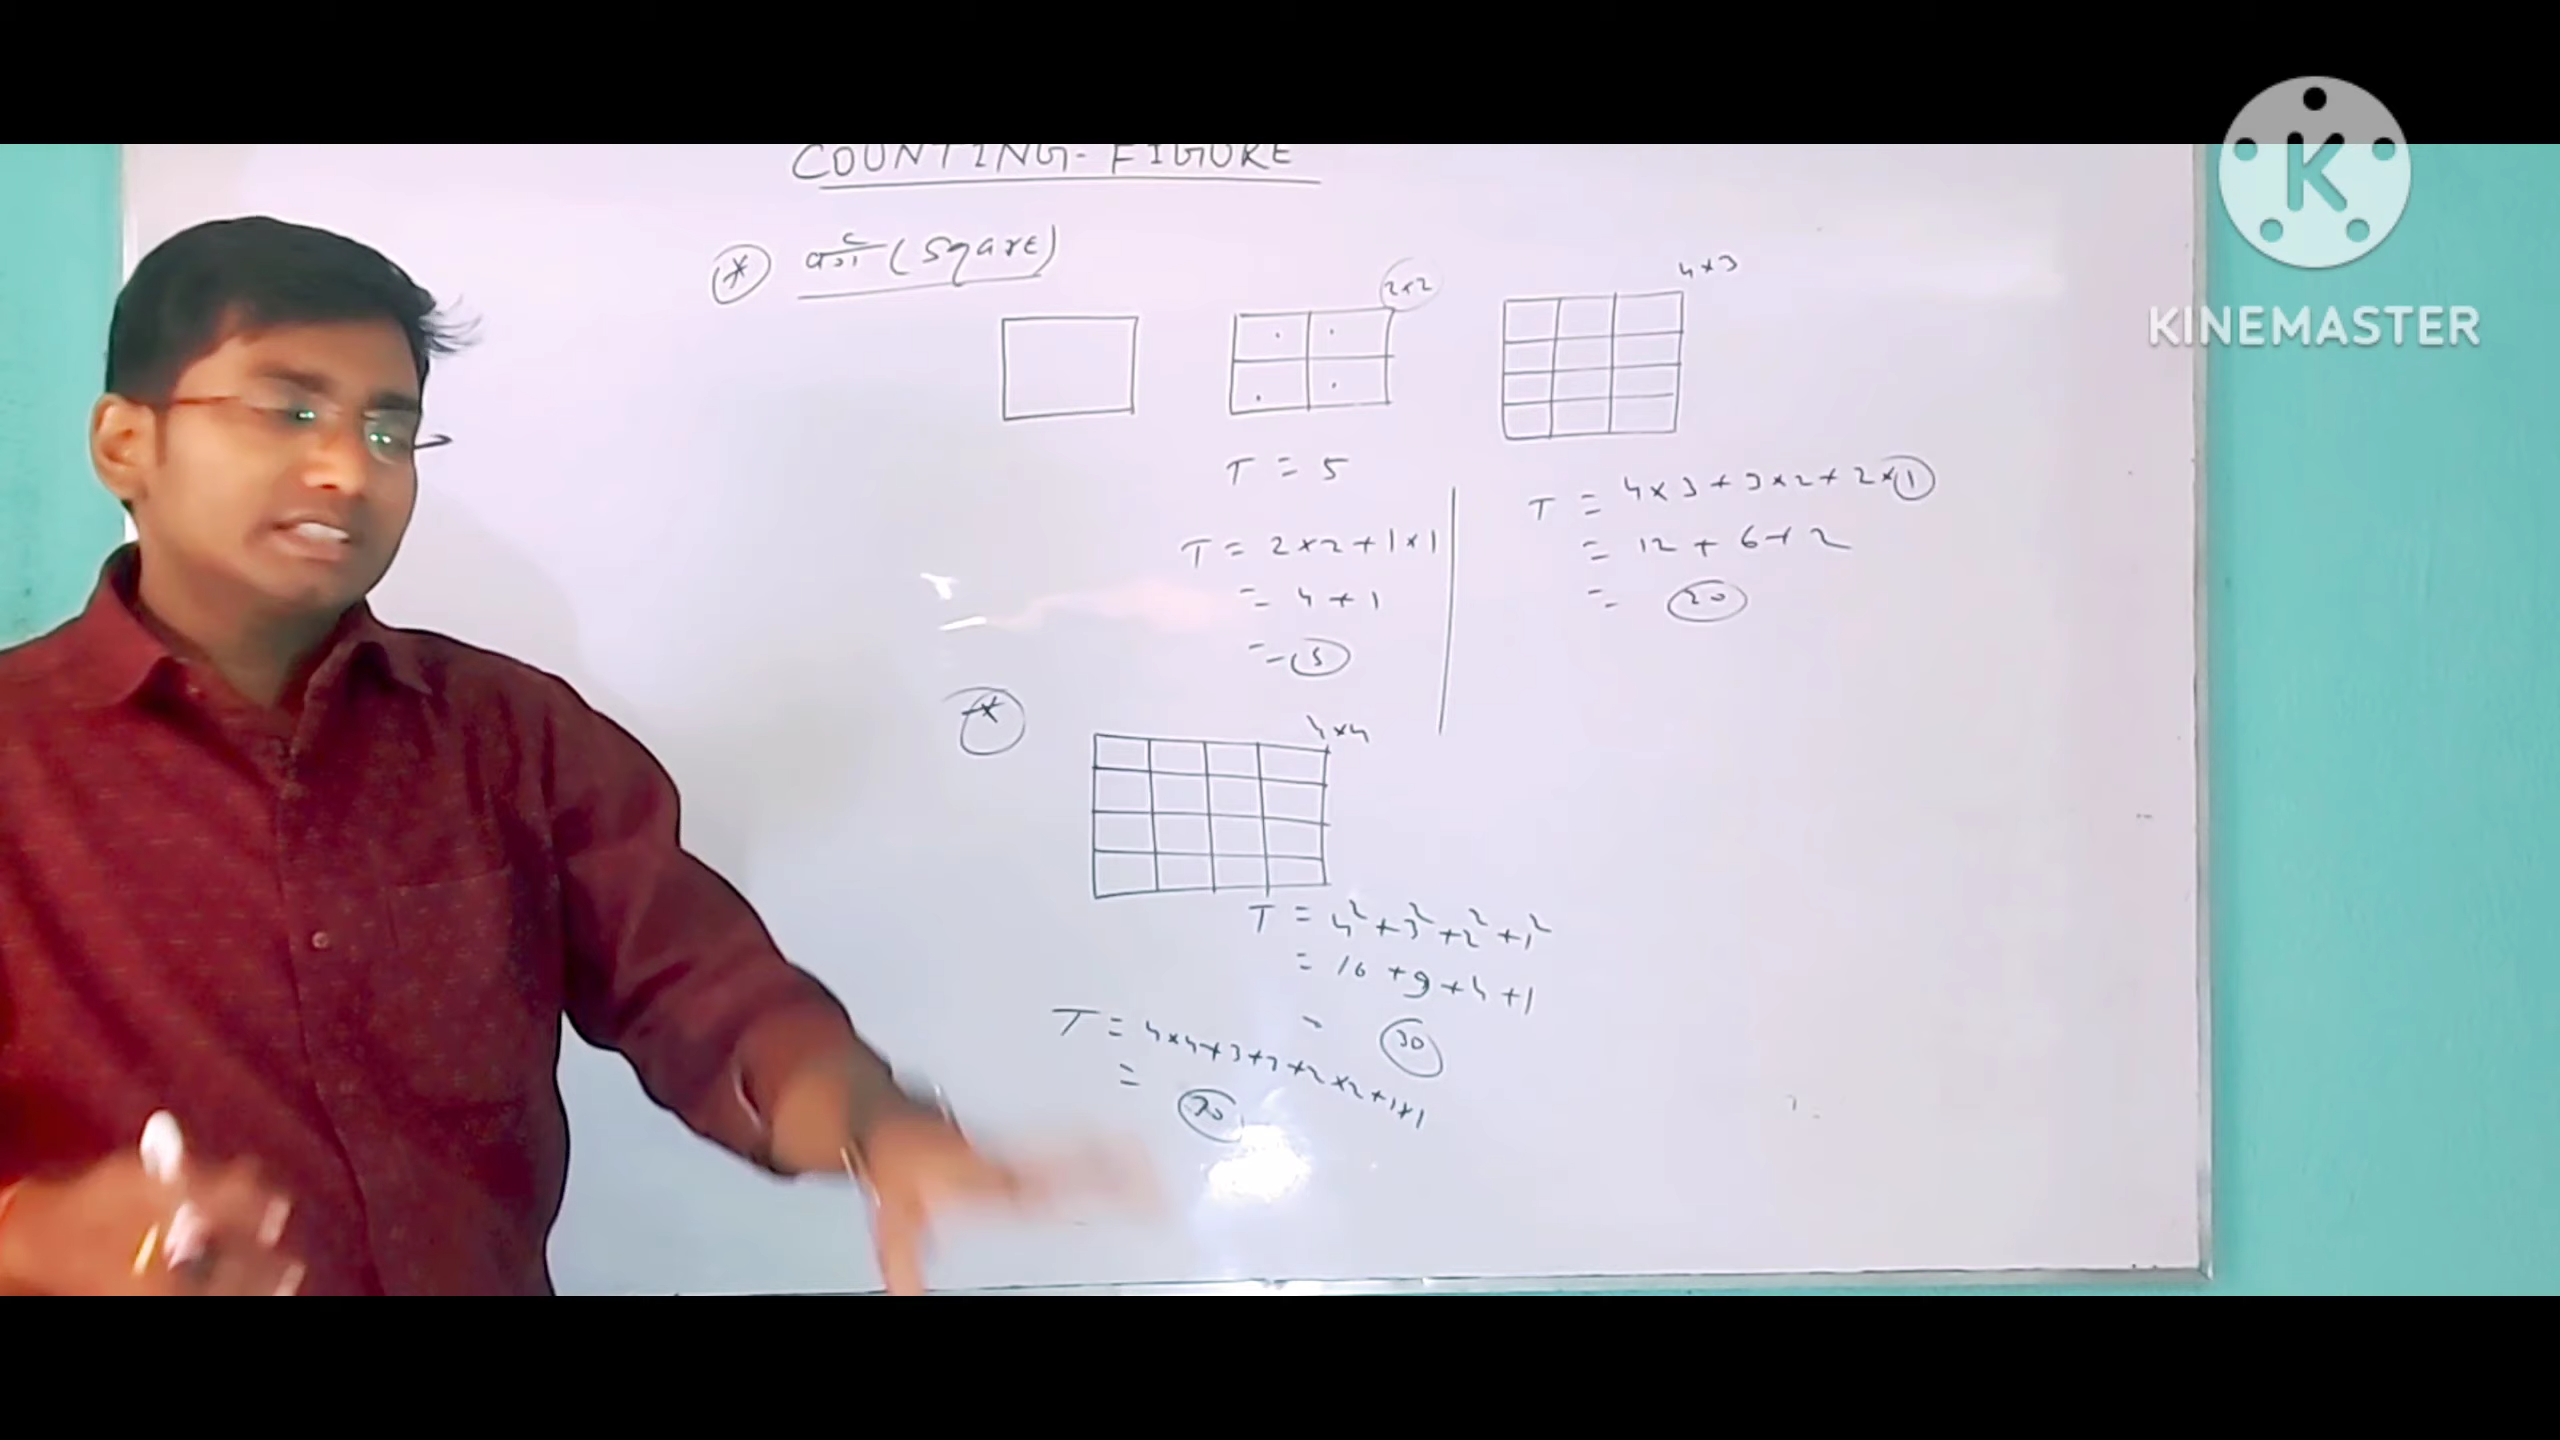 COUNTING-FIGURE
* वर्ग (Sqare)
2×2
4×3
T = 5
T = 4×3+3×2+2×1
= 12+6+2
= 20
T = 2×2+1×1
= 4+1
= 5
*
4×4
T = 4²+3²+2²+1²
= 16+9+4+1
= 30
T = 4×4+3+3+2×2+1×1
= 30
K
KINEMASTER